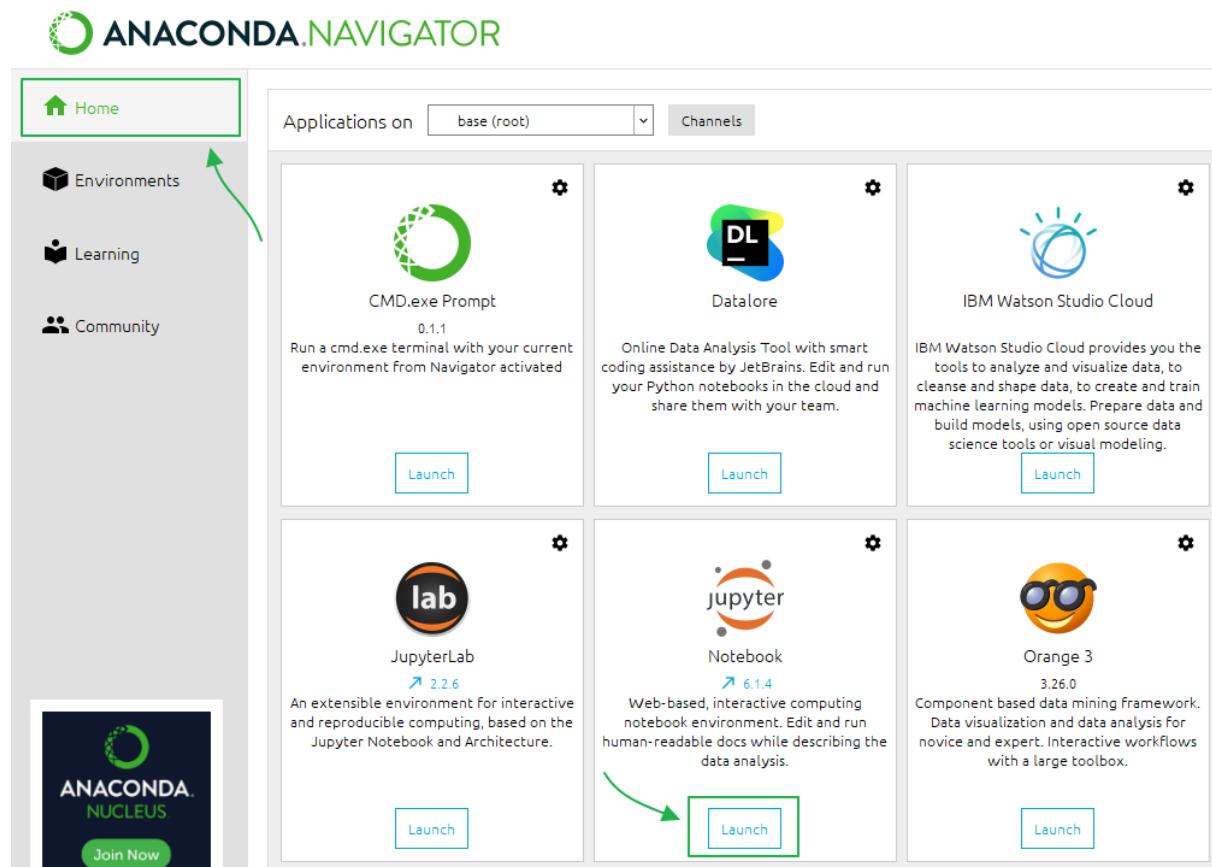 ANACONDA.NAVIGATOR
Home
Environments
Learning
Community
ANACONDA.
NUCLEUS
Join Now
Applications on base (root) Channels
CMD.exe Prompt
0.1.1
Run a cmd.exe terminal with your current
environment from Navigator activated
Launch
DL
Datalore
Online Data Analysis Tool with smart
coding assistance by JetBrains. Edit and run
your Python notebooks in the cloud and
share them with your team.
Launch
IBM Watson Studio Cloud
IBM Watson Studio Cloud provides you the
tools to analyze and visualize data, to
cleanse and shape data, to create and train
machine learning models. Prepare data and
build models, using open source data
science tools or visual modeling.
Launch
lab
JupyterLab
2.2.6
An extensible environment for interactive
and reproducible computing, based on the
Jupyter Notebook and Architecture.
Launch
jupyter
Notebook
6.1.4
Web-based, interactive computing
notebook environment. Edit and run
human-readable docs while describing the
data analysis.
Launch
Orange 3
3.26.0
Component based data mining framework.
Data visualization and data analysis for
novice and expert. Interactive workflows
with a large toolbox.
Launch